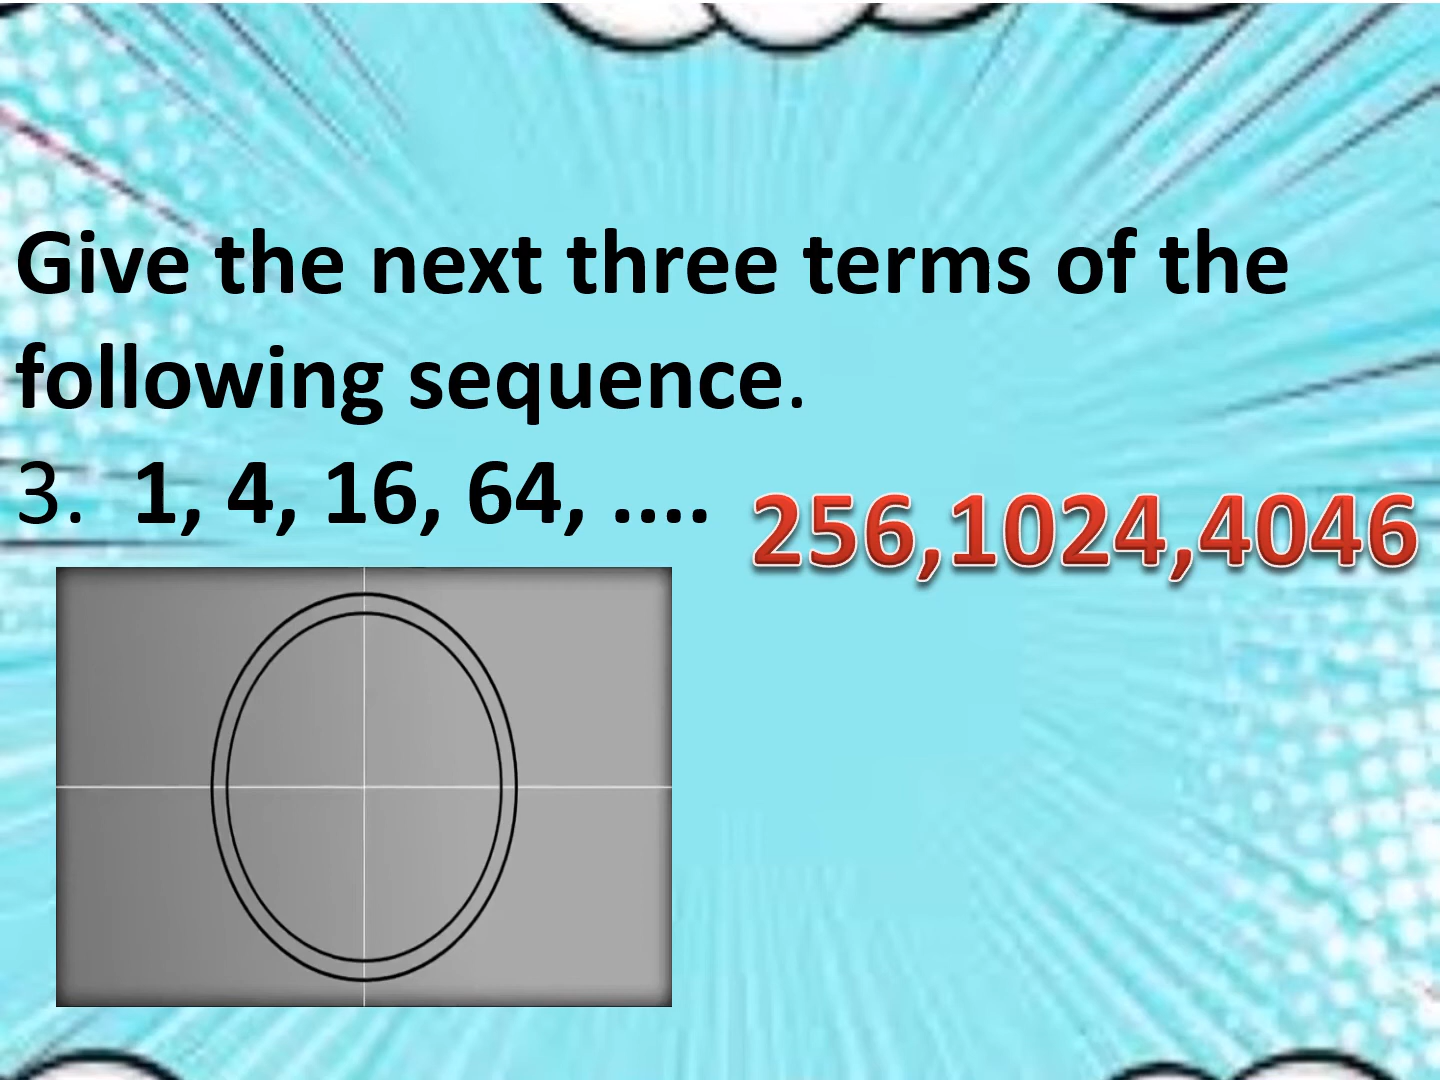 Give the next three terms of the
following sequence.
3. 1, 4, 16, 64, ....
256,1024,4046